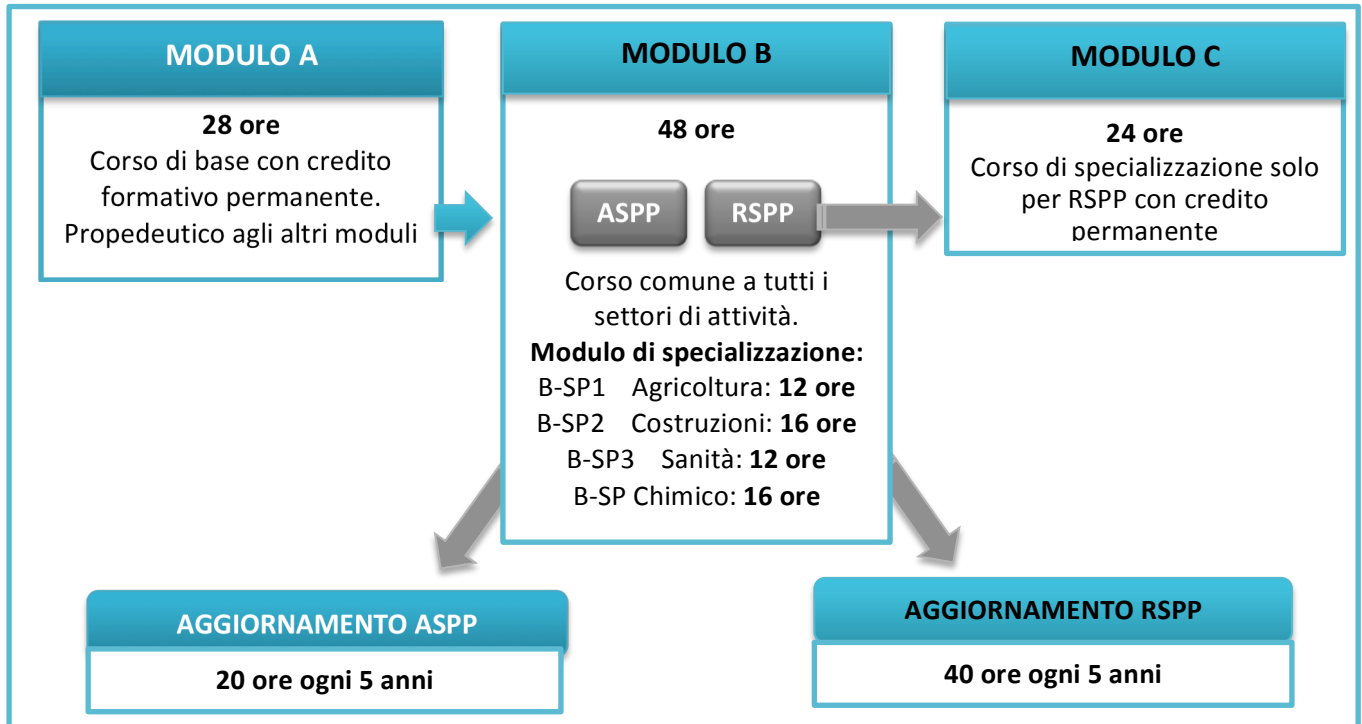 MODULO A
28 ore
Corso di base con credito
formativo permanente.
Propedeutico agli altri moduli
MODULO B
48 ore
ASPP
RSPP
Corso comune a tutti i
settori di attività.
Modulo di specializzazione:
B-SP1 Agricoltura: 12 ore
B-SP2 Costruzioni: 16 ore
B-SP3 Sanità: 12 ore
B-SP Chimico: 16 ore
MODULO C
24 ore
Corso di specializzazione solo
per RSPP con credito
permanente
AGGIORNAMENTO ASPP
20 ore ogni 5 anni
AGGIORNAMENTO RSPP
40 ore ogni 5 anni